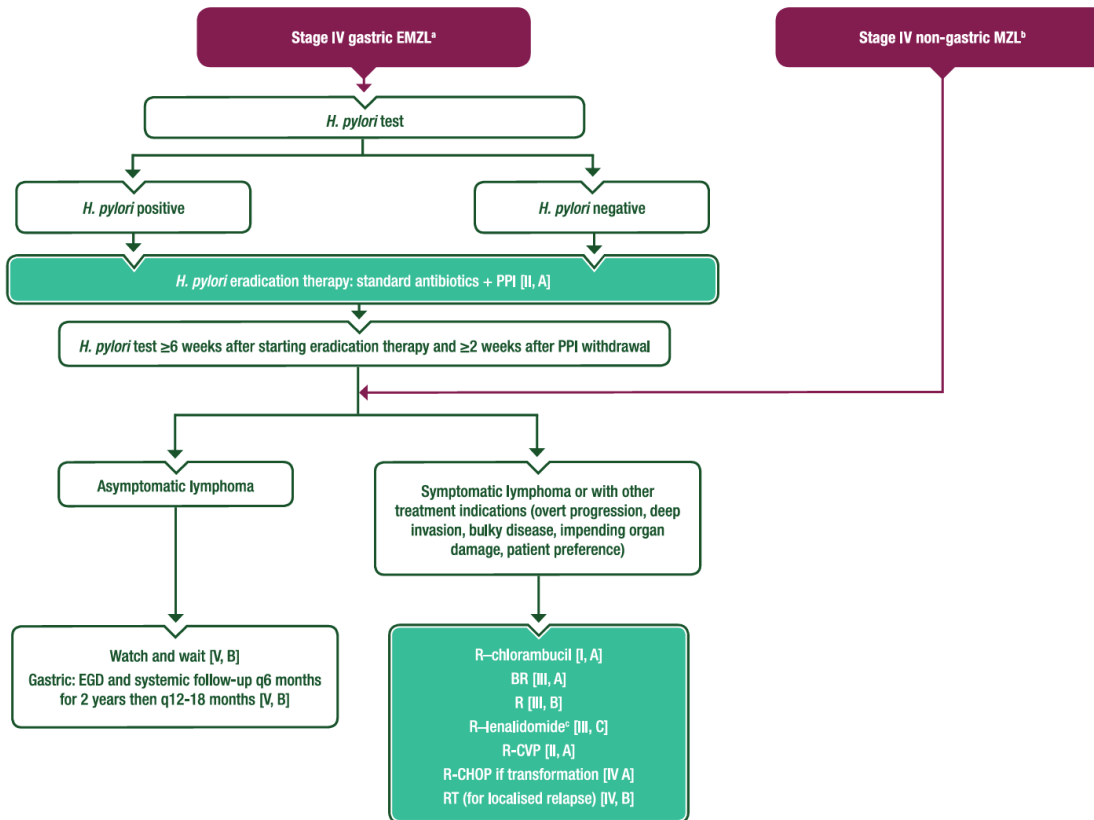 Stage IV gastric EMZLᵃ
Stage IV non-gastric MZLᵇ
H. pylori test
H. pylori positive
H. pylori negative
H. pylori eradication therapy: standard antibiotics + PPI [II, A]
H. pylori test ≥6 weeks after starting eradication therapy and ≥2 weeks after PPI withdrawal
Asymptomatic lymphoma
Symptomatic lymphoma or with other
treatment indications (overt progression, deep
invasion, bulky disease, impending organ
damage, patient preference)
Watch and wait [V, B]
Gastric: EGD and systemic follow-up q6 months
for 2 years then q12-18 months [V, B]
R–chlorambucil [I, A]
BR [III, A]
R [III, B]
R–lenalidomideᶜ [III, C]
R-CVP [II, A]
R-CHOP if transformation [IV A]
RT (for localised relapse) [IV, B]